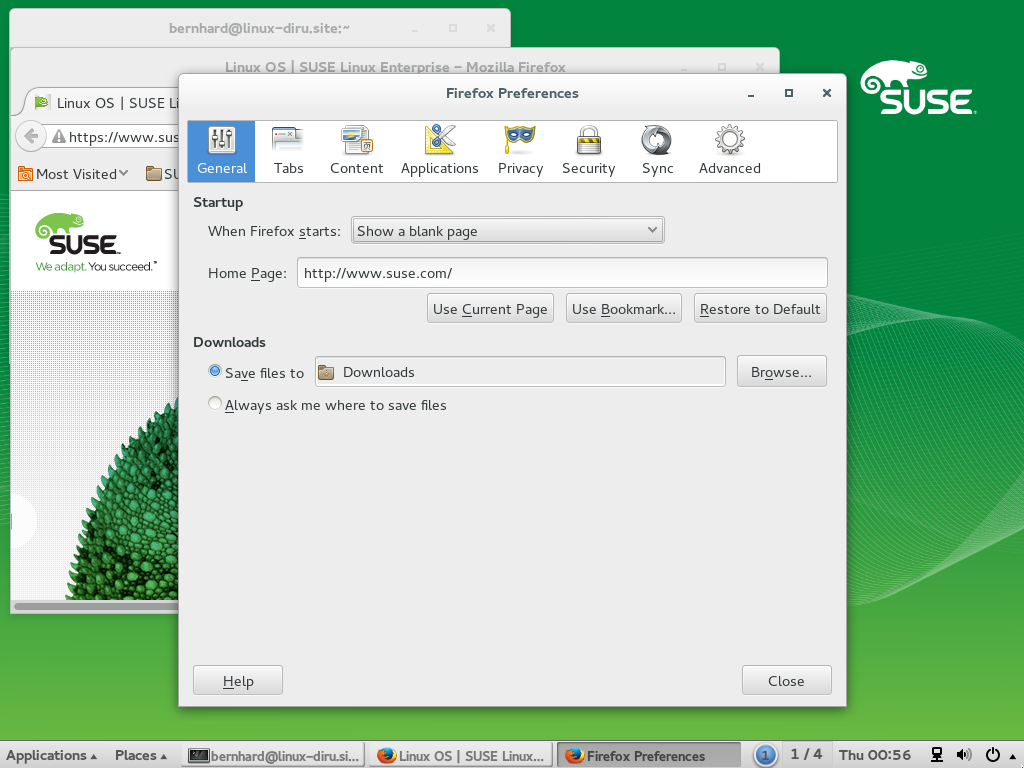 bernhard@linux-diru.site:~
Linux OS | SUSE Linux Enterprise - Mozilla Firefox
Linux OS | SUSE Li
Firefox Preferences
SUSE
https://www.sus
General Tabs Content Applications Privacy Security Sync Advanced
Most Visited SU
Startup
When Firefox starts: Show a blank page
SUSE
We adapt. You succeed.™
Home Page: http://www.suse.com/
Use Current Page Use Bookmark... Restore to Default
Downloads
Save files to Downloads Browse...
Always ask me where to save files
Help Close
Applications Places bernhard@linux-diru.si... Linux OS | SUSE Linux... Firefox Preferences 1 1 / 4 Thu 00:56